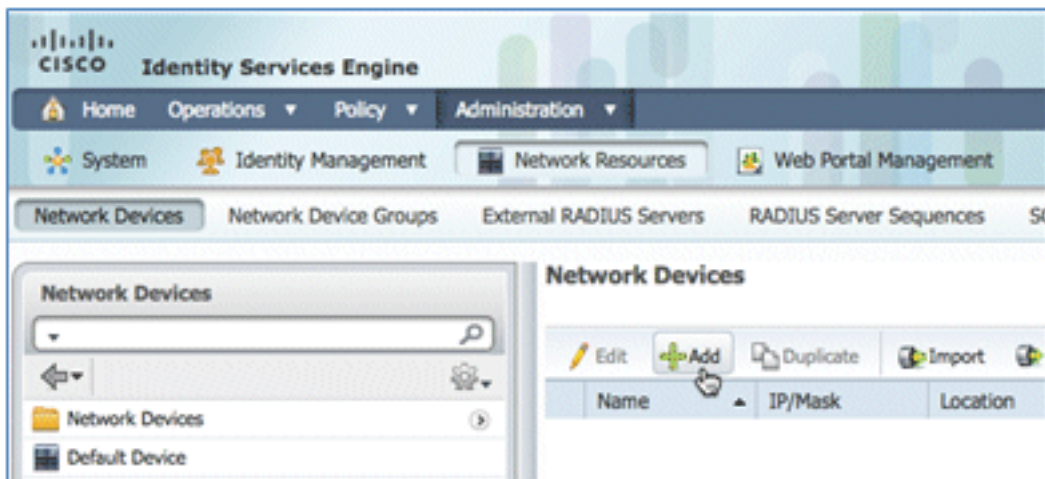 CISCO Identity Services Engine
Home Operations Policy Administration
System Identity Management Network Resources Web Portal Management
Network Devices Network Device Groups External RADIUS Servers RADIUS Server Sequences
Network Devices
Network Devices
Default Device
Network Devices
Edit Add Duplicate Import
Name IP/Mask Location